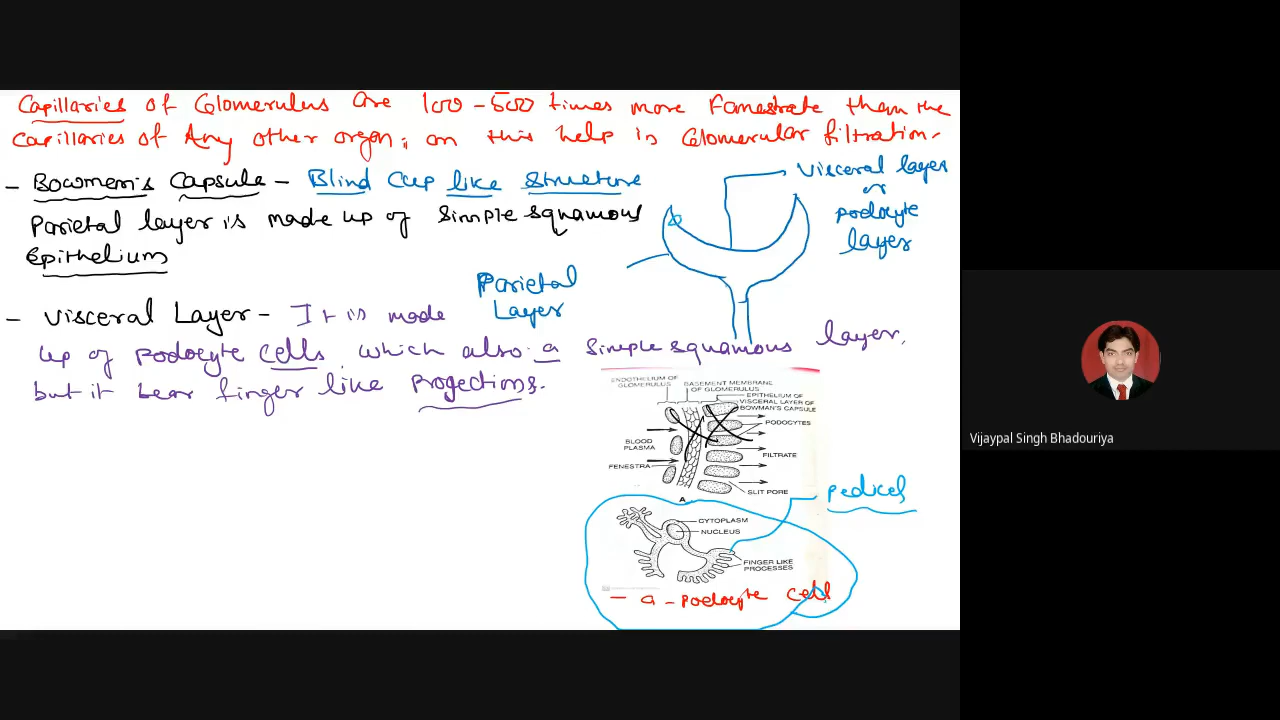 Capillaries of Glomerulus are 100-500 times more Fanestrate than the
capillaries of Any other organ, on this help is Glomerular filtration.
- Bowmen's Capsule - Blind Cup like Structure
Parietal layer is made up of Simple squamous
Epithelium
Visceral layer
or
Podocyte
layer
Parietal
Layer
- Visceral Layer - It is made
up of podocyte cells which also a simple squamous layer,
but it bear finger like Progections.
ENDOTHELIUM OF
GLOMERULUS
BASEMENT MEMBRANE
OF GLOMERULUS
EPITHELIUM OF
VISCERAL LAYER OF
BOWMAN'S CAPSULE
PODOCYTES
BLOOD
PLASMA
FILTRATE
FENESTRA
SLIT PORE
A
Pedicel
CYTOPLASM
NUCLEUS
FINGER LIKE
PROCESSES
- a - Podocyte cell
Vijaypal Singh Bhadouriya